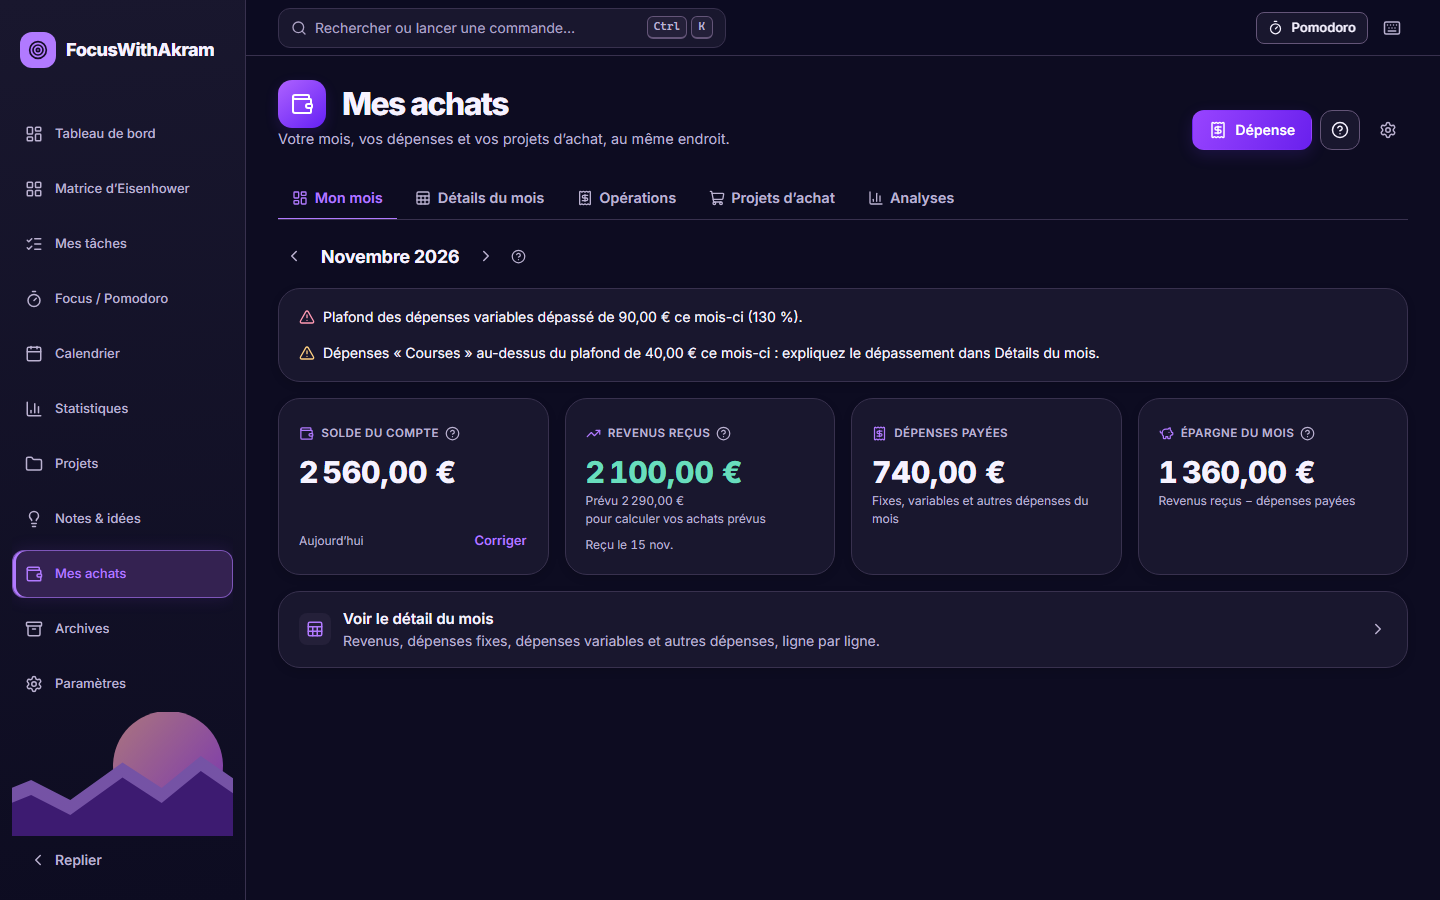 FocusWithAkram
Rechercher ou lancer une commande...
Ctrl K
Pomodoro
Tableau de bord
Matrice d’Eisenhower
Mes tâches
Focus / Pomodoro
Calendrier
Statistiques
Projets
Notes & idées
Mes achats
Archives
Paramètres
Replier
Mes achats
Votre mois, vos dépenses et vos projets d’achat, au même endroit.
Dépense
Mon mois
Détails du mois
Opérations
Projets d’achat
Analyses
Novembre 2026
Plafond des dépenses variables dépassé de 90,00 € ce mois-ci (130 %).
Dépenses « Courses » au-dessus du plafond de 40,00 € ce mois-ci : expliquez le dépassement dans Détails du mois.
SOLDE DU COMPTE
2 560,00 €
Aujourd’hui
Corriger
REVENUS REÇUS
2 100,00 €
Prévu 2 290,00 €
pour calculer vos achats prévus
Reçu le 15 nov.
DÉPENSES PAYÉES
740,00 €
Fixes, variables et autres dépenses du
mois
ÉPARGNE DU MOIS
1 360,00 €
Revenus reçus − dépenses payées
Voir le détail du mois
Revenus, dépenses fixes, dépenses variables et autres dépenses, ligne par ligne.